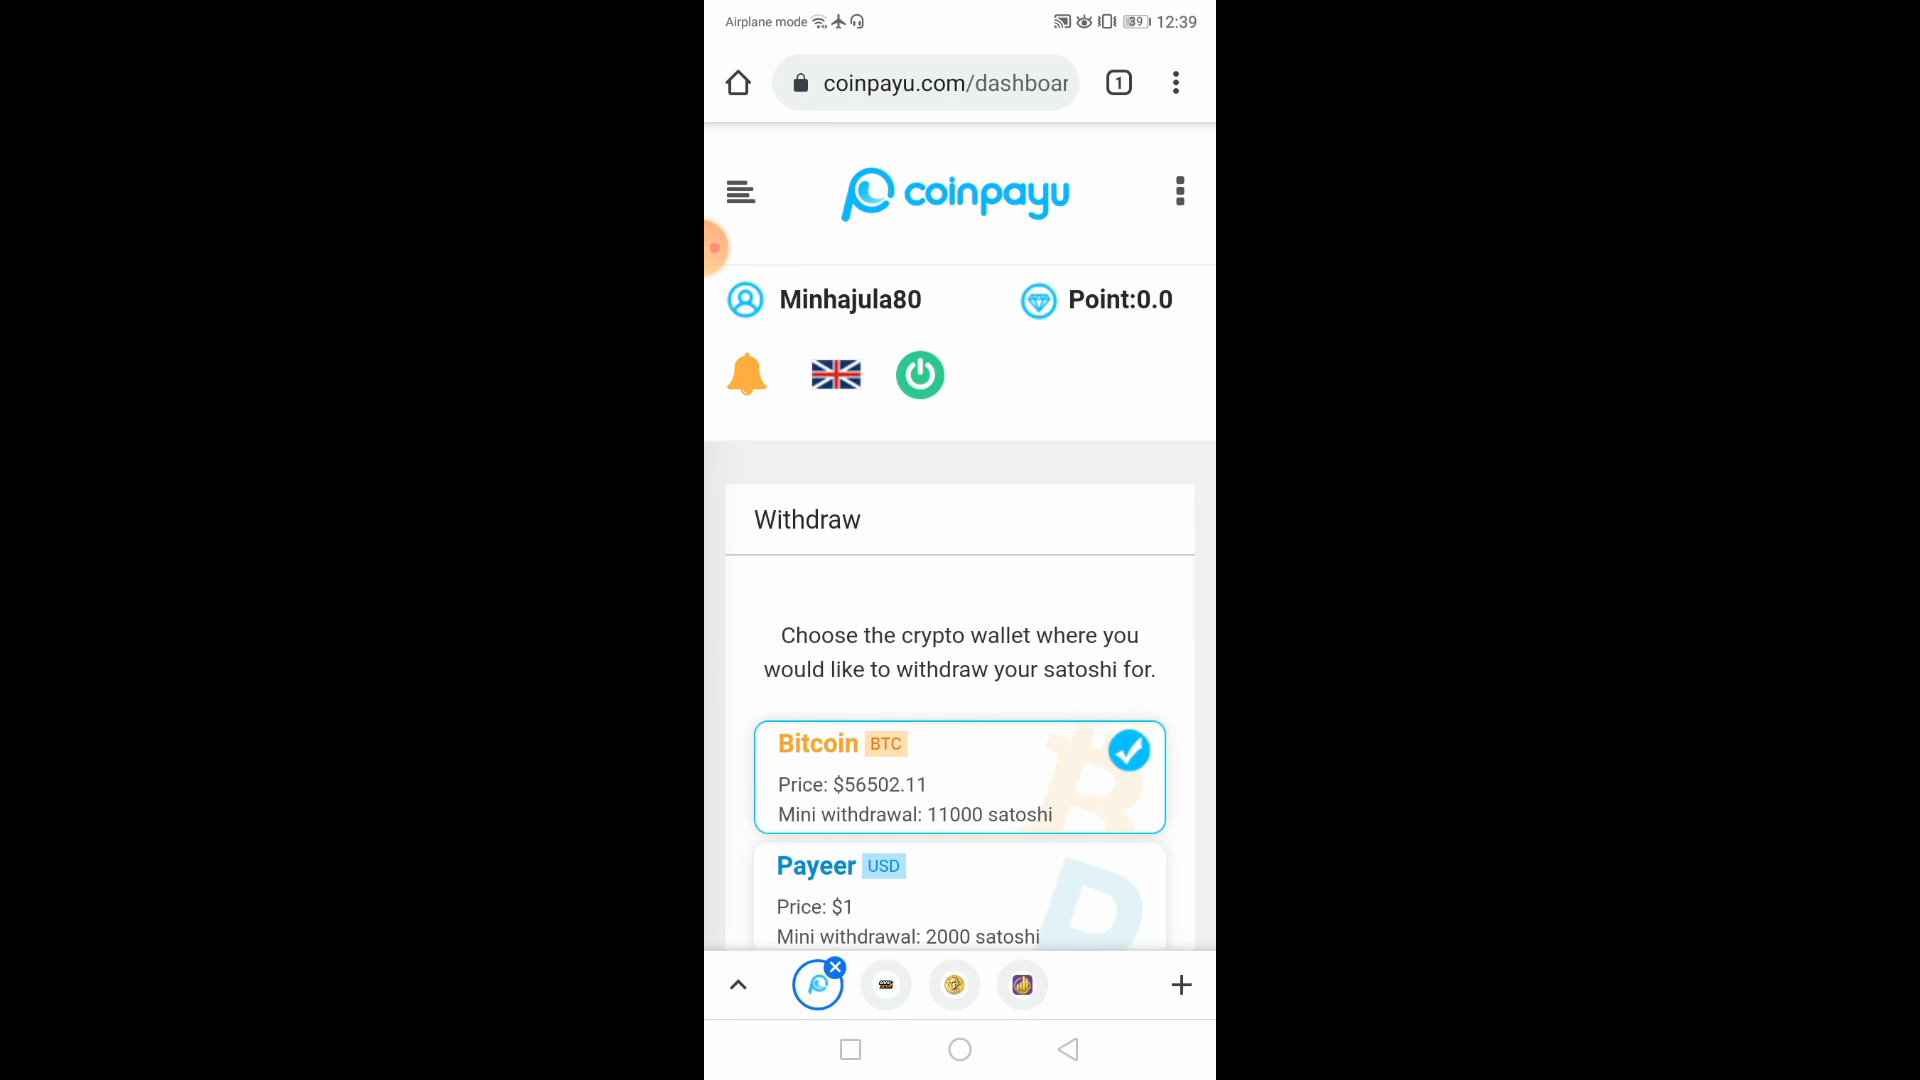 Airplane mode
39 12:39
coinpayu.com/dashboar
1
coinpayu
Minhajula80
Point:0.0
Withdraw
Choose the crypto wallet where you
would like to withdraw your satoshi for.
Bitcoin BTC
Price: $56502.11
Mini withdrawal: 11000 satoshi
Payeer USD
Price: $1
Mini withdrawal: 2000 satoshi